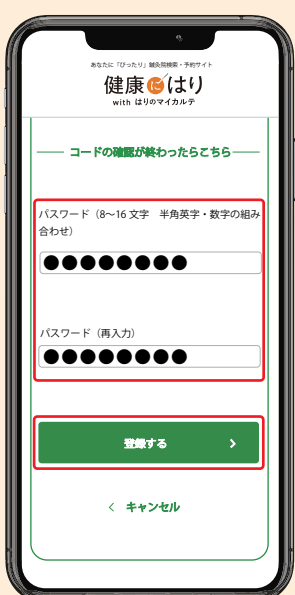 あなたに「ぴったり」鍼灸院検索・予約サイト
健康にはり
with はりのマイカルテ
コードの確認が終わったらこちら
パスワード（8〜16 文字　半角英字・数字の組み
合わせ）
●●●●●●●●
パスワード（再入力）
●●●●●●●●
登録する　>
< キャンセル